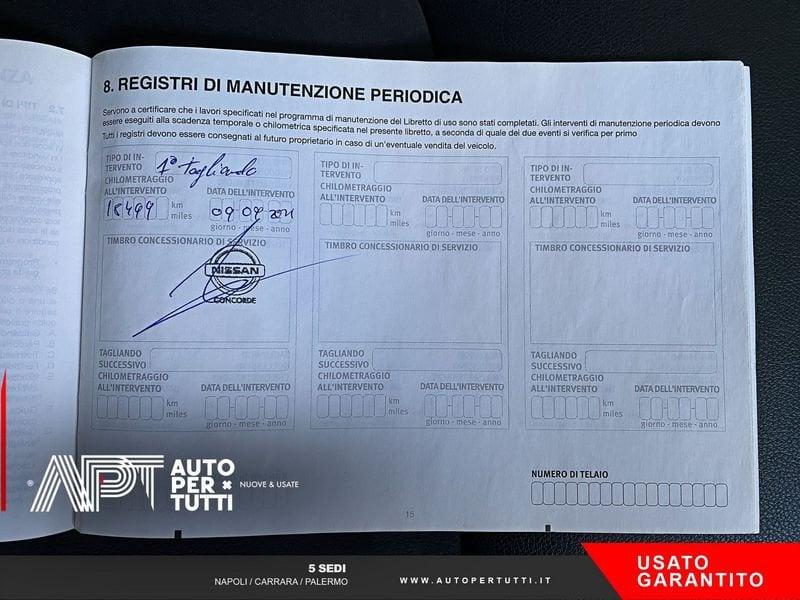 8. REGISTRI DI MANUTENZIONE PERIODICA
Servono a certificare che i lavori specificati nel programma di manutenzione del Libretto di uso sono stati completati. Gli interventi di manutenzione periodica devono
essere eseguiti alla scadenza temporale o chilometrica specificata nel presente libretto, a seconda di quale dei due eventi si verifica per primo
Tutti i registri devono essere consegnati al futuro proprietario in caso di un'eventuale vendita del veicolo.
TIPO DI IN-
TERVENTO
1° Tagliando
CHILOMETRAGGIO
ALL'INTERVENTO
DATA DELL'INTERVENTO
18499
km
miles
09 09
giorno - mese - anno
TIMBRO CONCESSIONARIO DI SERVIZIO
NISSAN
CONCORDE
TAGLIANDO
SUCCESSIVO
CHILOMETRAGGIO
ALL'INTERVENTO
DATA DELL'INTERVENTO
km
miles
giorno - mese - anno
TIPO DI IN-
TERVENTO
CHILOMETRAGGIO
ALL'INTERVENTO
DATA DELL'INTERVENTO
km
miles
giorno - mese - anno
TIMBRO CONCESSIONARIO DI SERVIZIO
TAGLIANDO
SUCCESSIVO
CHILOMETRAGGIO
ALL'INTERVENTO
DATA DELL'INTERVENTO
km
miles
giorno - mese - anno
TIPO DI IN-
TERVENTO
CHILOMETRAGGIO
ALL'INTERVENTO
DATA DELL'INTERVENTO
km
miles
giorno - mese - anno
TIMBRO CONCESSIONARIO DI SERVIZIO
TAGLIANDO
SUCCESSIVO
CHILOMETRAGGIO
ALL'INTERVENTO
DATA DELL'INTERVENTO
km
miles
giorno - mese - anno
NUMERO DI TELAIO
15
® APT
AUTO
PER
TUTTI
NUOVE & USATE
5 SEDI
NAPOLI / CARRARA / PALERMO
WWW.AUTOPERTUTTI.IT
USATO
GARANTITO